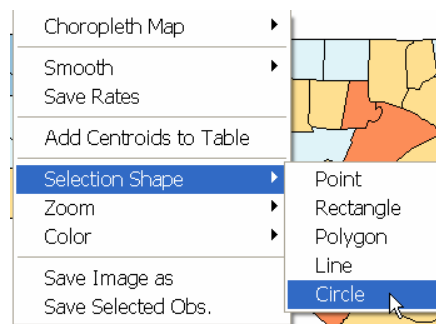 Choropleth Map
Smooth
Save Rates
Add Centroids to Table
Selection Shape
Zoom
Color
Save Image as
Save Selected Obs.
Point
Rectangle
Polygon
Line
Circle